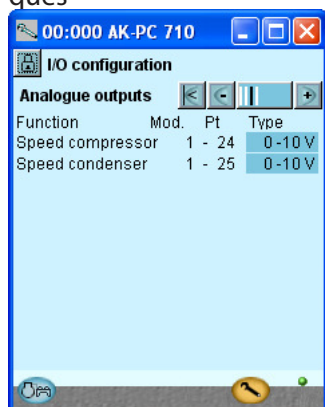 ques
00:000 AK-PC 710
I/O configuration
Analogue outputs
Function Mod. Pt Type
Speed compressor 1 - 24 0-10 V
Speed condenser 1 - 25 0-10 V